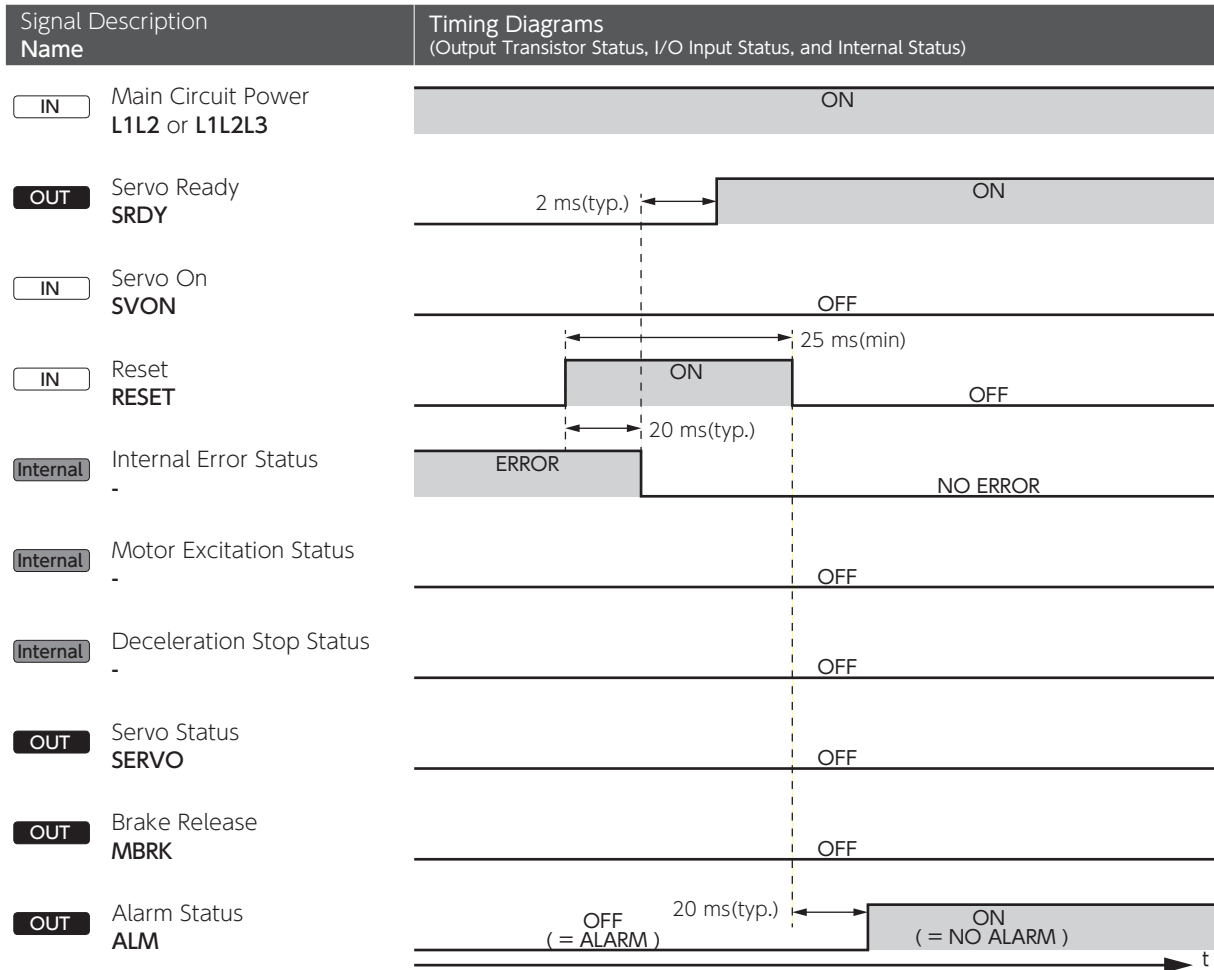 Signal Description
Name
Timing Diagrams
(Output Transistor Status, I/O Input Status, and Internal Status)
IN
Main Circuit Power
L1L2 or L1L2L3
ON
OUT
Servo Ready
SRDY
2 ms(typ.)
ON
IN
Servo On
SVON
OFF
25 ms(min)
IN
Reset
RESET
ON
OFF
20 ms(typ.)
Internal
Internal Error Status
-
ERROR
NO ERROR
Internal
Motor Excitation Status
-
OFF
Internal
Deceleration Stop Status
-
OFF
OUT
Servo Status
SERVO
OFF
OUT
Brake Release
MBRK
OFF
OUT
Alarm Status
ALM
OFF
( = ALARM )
20 ms(typ.)
ON
( = NO ALARM )
t